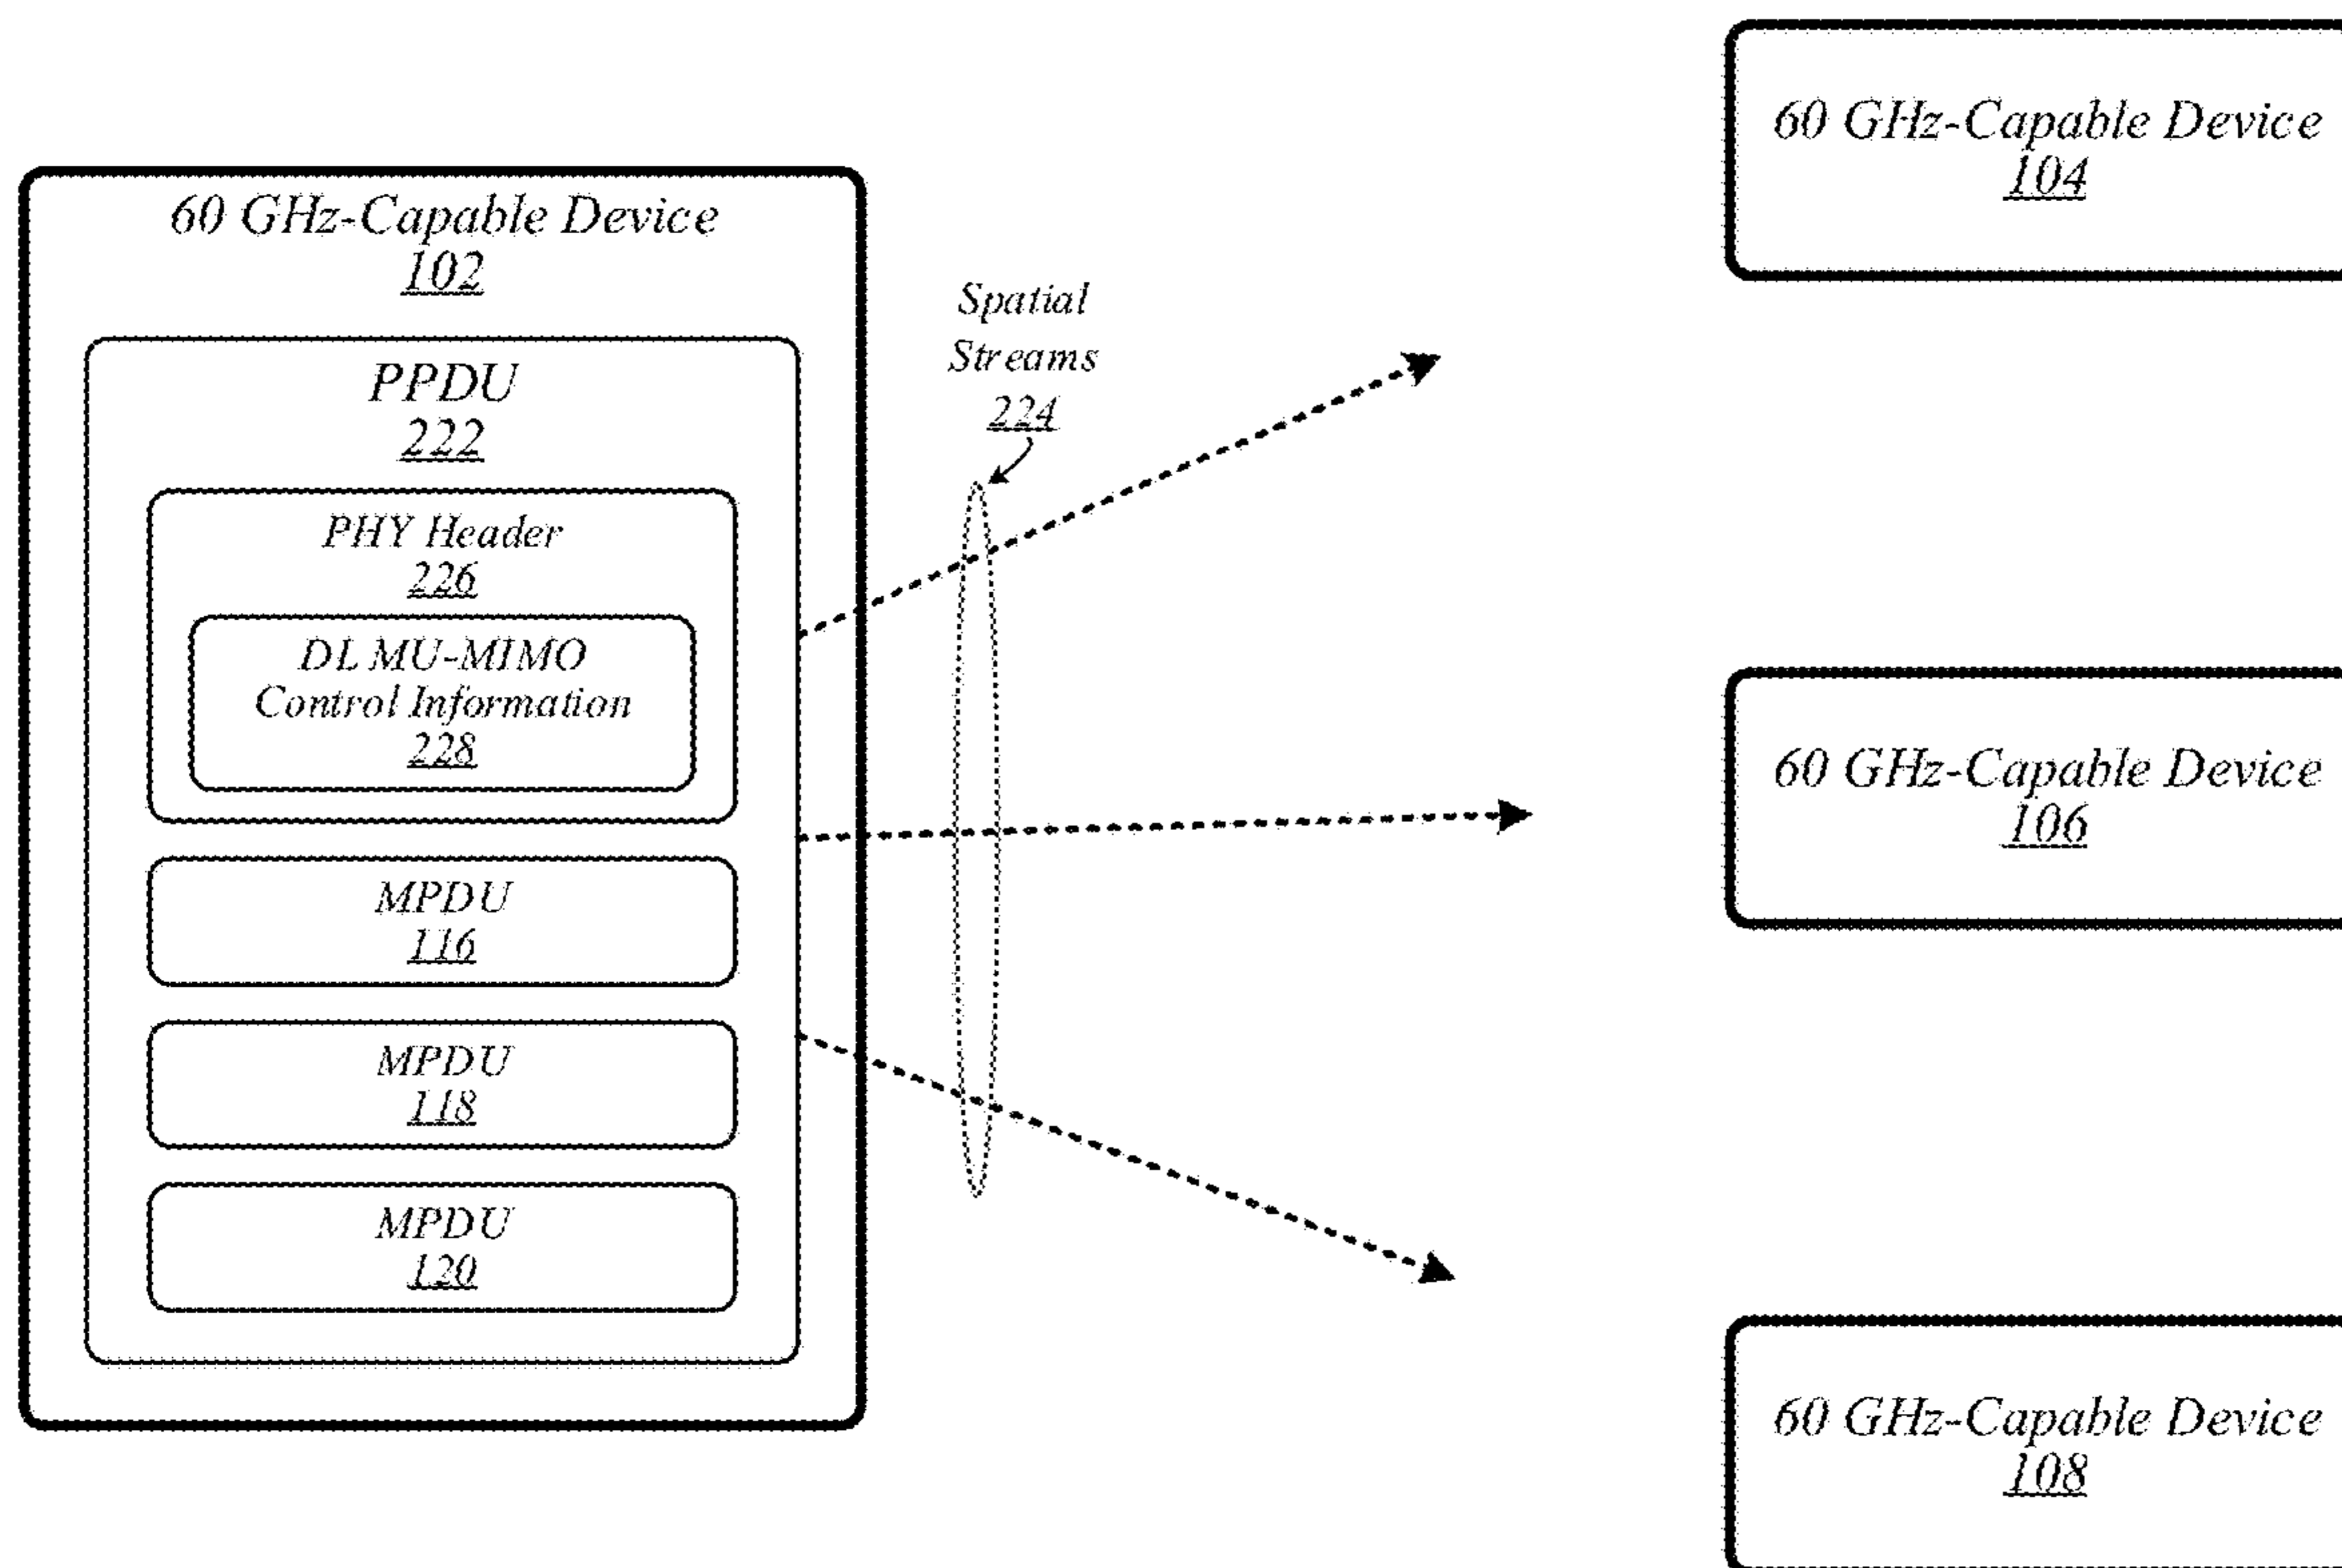 60 GHz-Capable Device
102
PPDU
222
PHY Header
226
DL MU-MIMO
Control Information
228
MPDU
116
MPDU
118
MPDU
120
Spatial
Streams
224
60 GHz-Capable Device
104
60 GHz-Capable Device
106
60 GHz-Capable Device
108